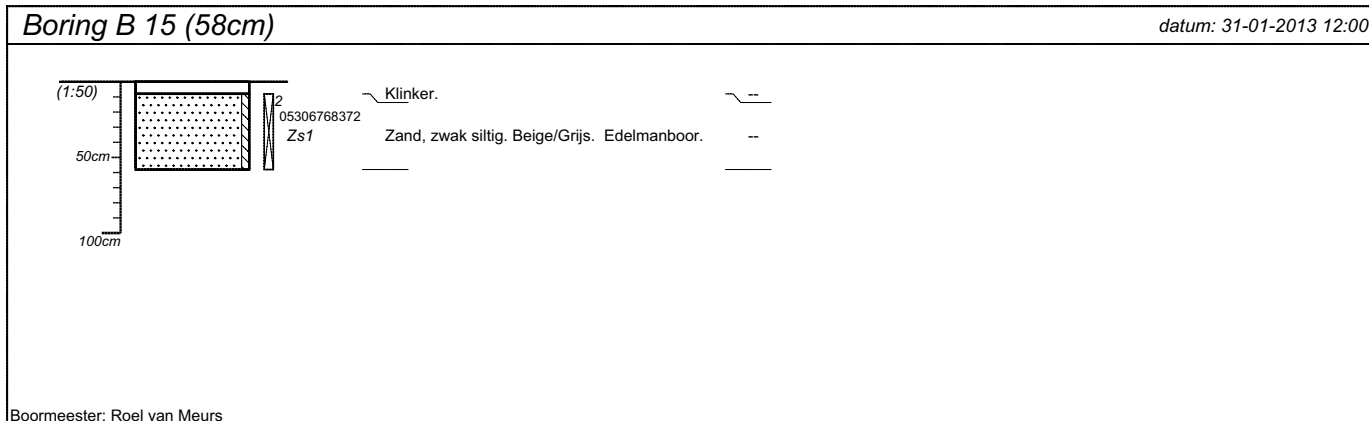 Boring B 15 (58cm) datum: 31-01-2013 12:00
(1:50) 2 Klinker. --
05306768372
Zs1 Zand, zwak siltig. Beige/Grijs. Edelmanboor. --
50cm
100cm
Boormeester: Roel van Meurs